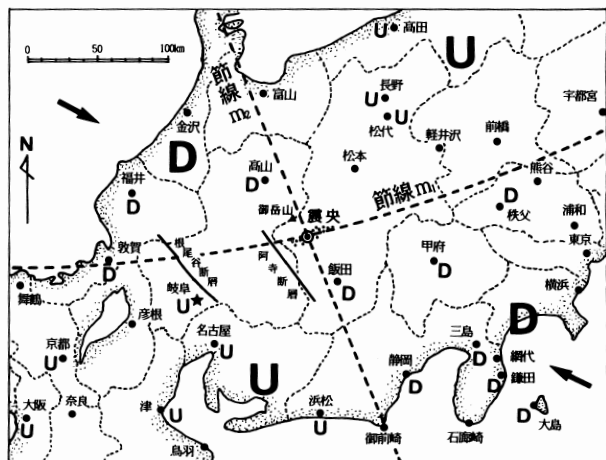 0 50 100km
N
U
高田
U
U
長野
松代
U
富山
節線 m₂
金沢
宇都宮
前橋
軽井沢
松本
D
高山
D
熊谷
福井
D
節線 m₁
D
秩父
御岳山
震央
浦和
東京
敦賀
D
根尾谷断層
阿寺断層
甲府
D
飯田
D
横浜
舞鶴
岐阜
U
彦根
名古屋
U
D
三島
D
網代
京都
U
U
静岡
D
鎌田
D
大阪
U
奈良
津
U
浜松
U
D
大島
鳥羽
御前崎
石廊崎